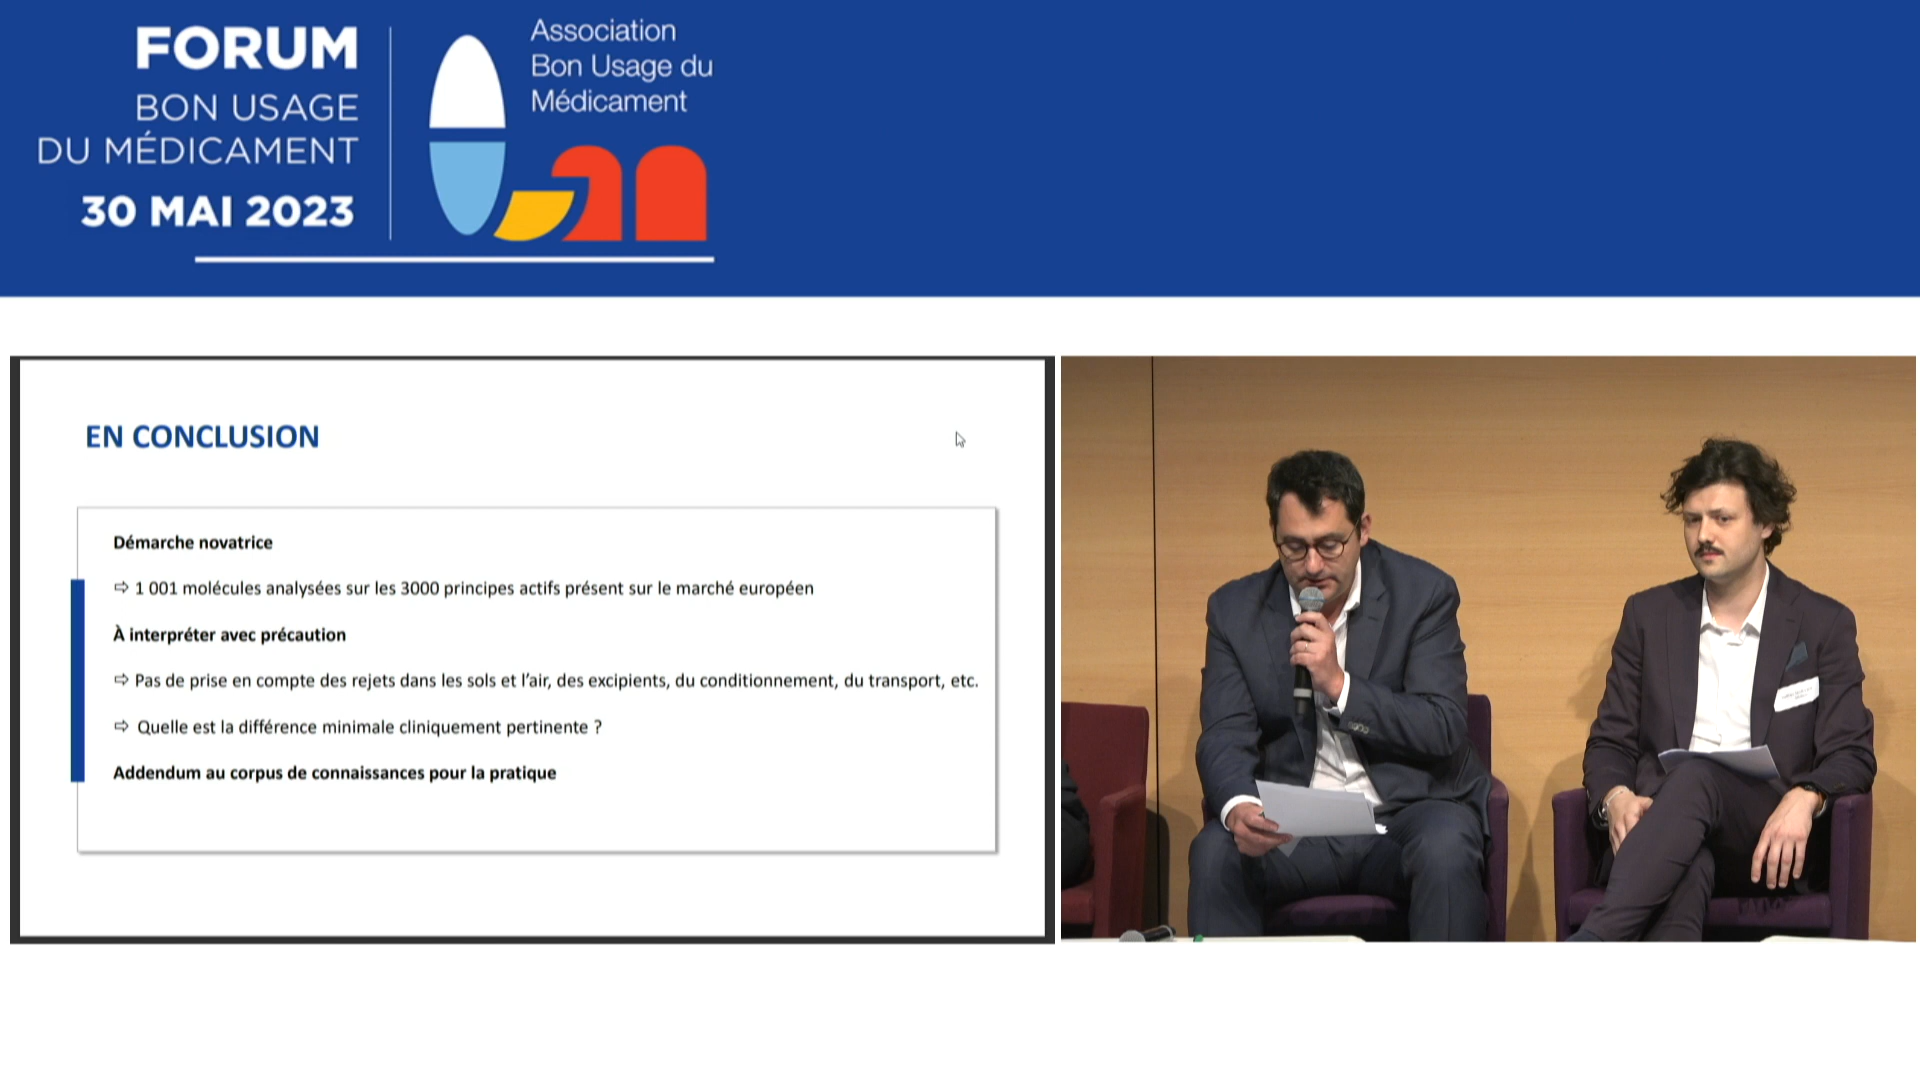 FORUM
BON USAGE
DU MÉDICAMENT
30 MAI 2023
Association
Bon Usage du
Médicament
EN CONCLUSION
Démarche novatrice
⇨ 1 001 molécules analysées sur les 3000 principes actifs présent sur le marché européen
À interpréter avec précaution
⇨ Pas de prise en compte des rejets dans les sols et l’air, des excipients, du conditionnement, du transport, etc.
⇨ Quelle est la différence minimale cliniquement pertinente ?
Addendum au corpus de connaissances pour la pratique